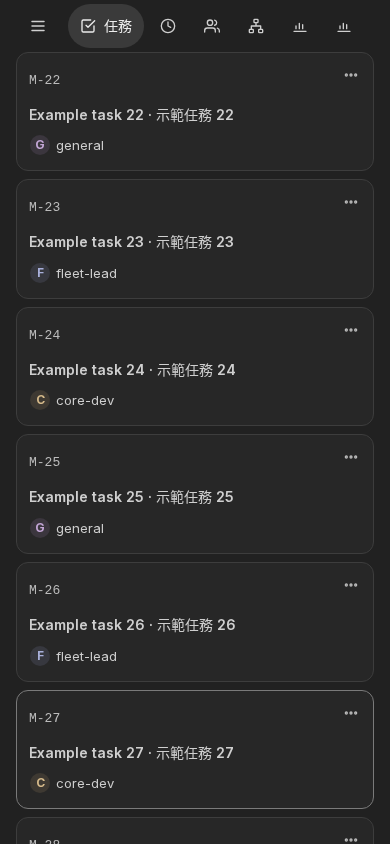 任務
M-22
Example task 22 · 示範任務 22
G general
M-23
Example task 23 · 示範任務 23
F fleet-lead
M-24
Example task 24 · 示範任務 24
C core-dev
M-25
Example task 25 · 示範任務 25
G general
M-26
Example task 26 · 示範任務 26
F fleet-lead
M-27
Example task 27 · 示範任務 27
C core-dev
M-28